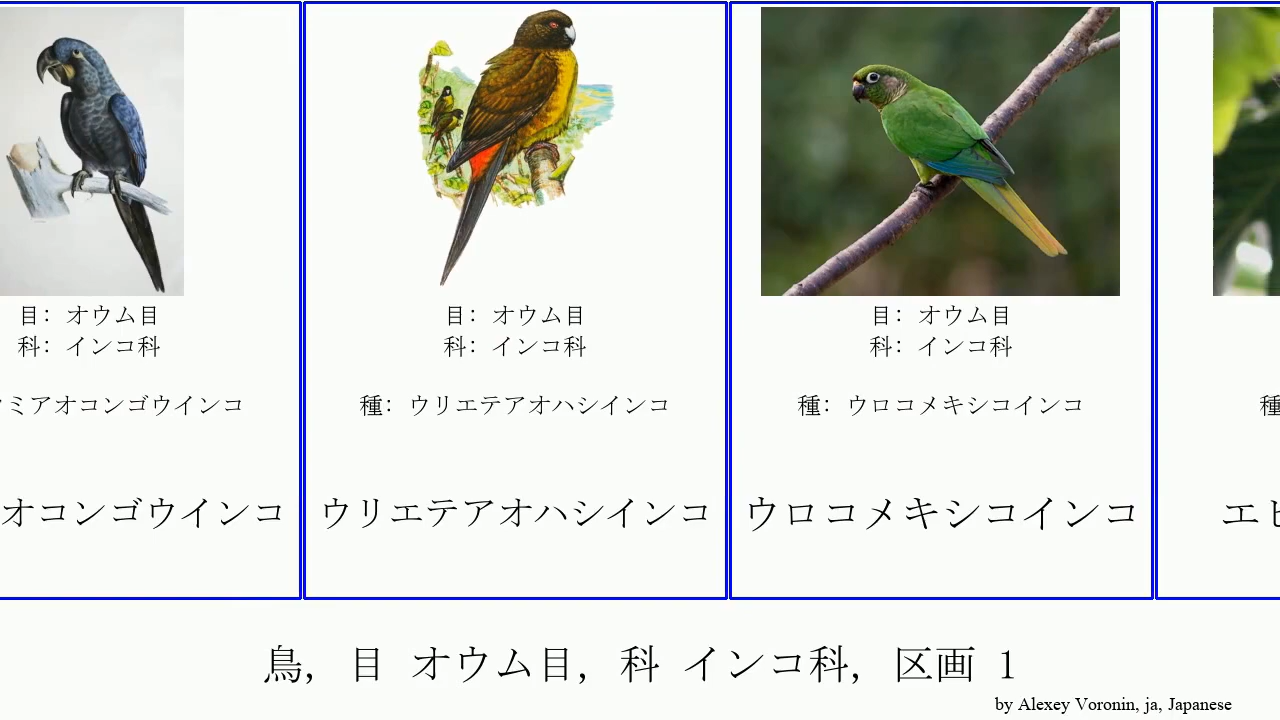 目: オウム目
科: インコ科
ミアオコンゴウインコ
オコンゴウインコ
目: オウム目
科: インコ科
種: ウリエテアオハシインコ
ウリエテアオハシインコ
目: オウム目
科: インコ科
種: ウロコメキシコインコ
ウロコメキシコインコ
種
エ
鳥, 目 オウム目, 科 インコ科, 区画 1
by Alexey Voronin, ja, Japanese